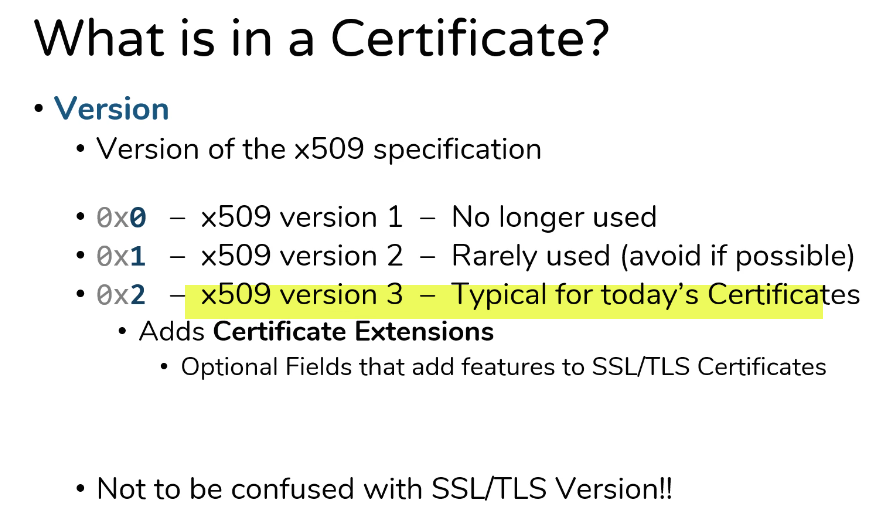 What is in a Certificate?
• Version
• Version of the x509 specification
• 0x0 – x509 version 1 – No longer used
• 0x1 – x509 version 2 – Rarely used (avoid if possible)
• 0x2 – x509 version 3 – Typical for today’s Certificates
• Adds Certificate Extensions
• Optional Fields that add features to SSL/TLS Certificates
• Not to be confused with SSL/TLS Version!!